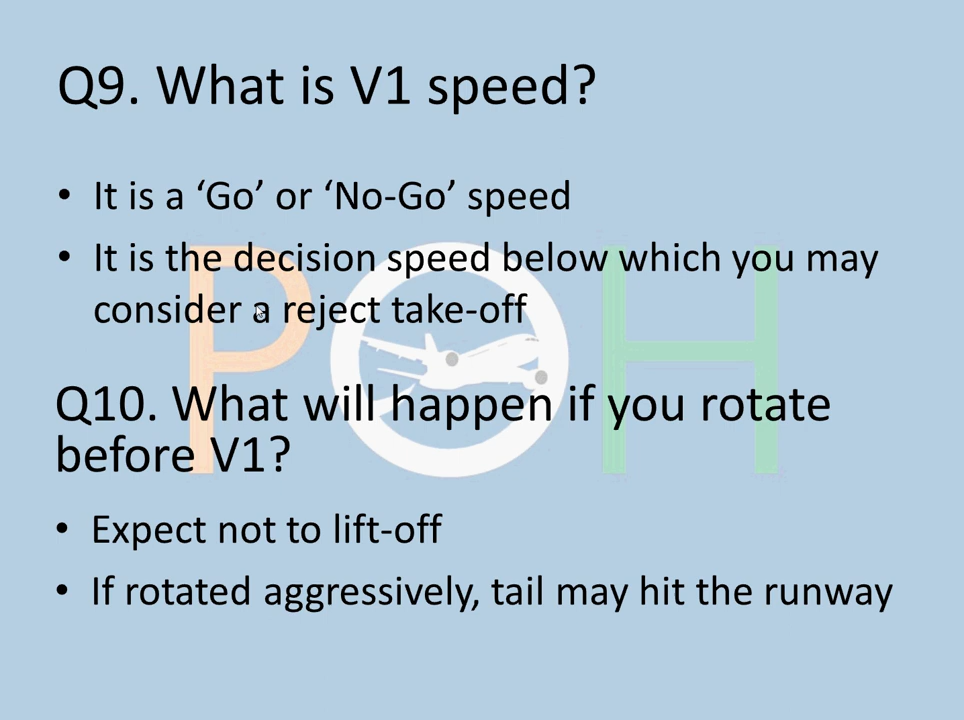 Q9. What is V1 speed?
• It is a ‘Go’ or ‘No-Go’ speed
• It is the decision speed below which you may
consider a reject take-off
POH
Q10. What will happen if you rotate
before V1?
• Expect not to lift-off
• If rotated aggressively, tail may hit the runway